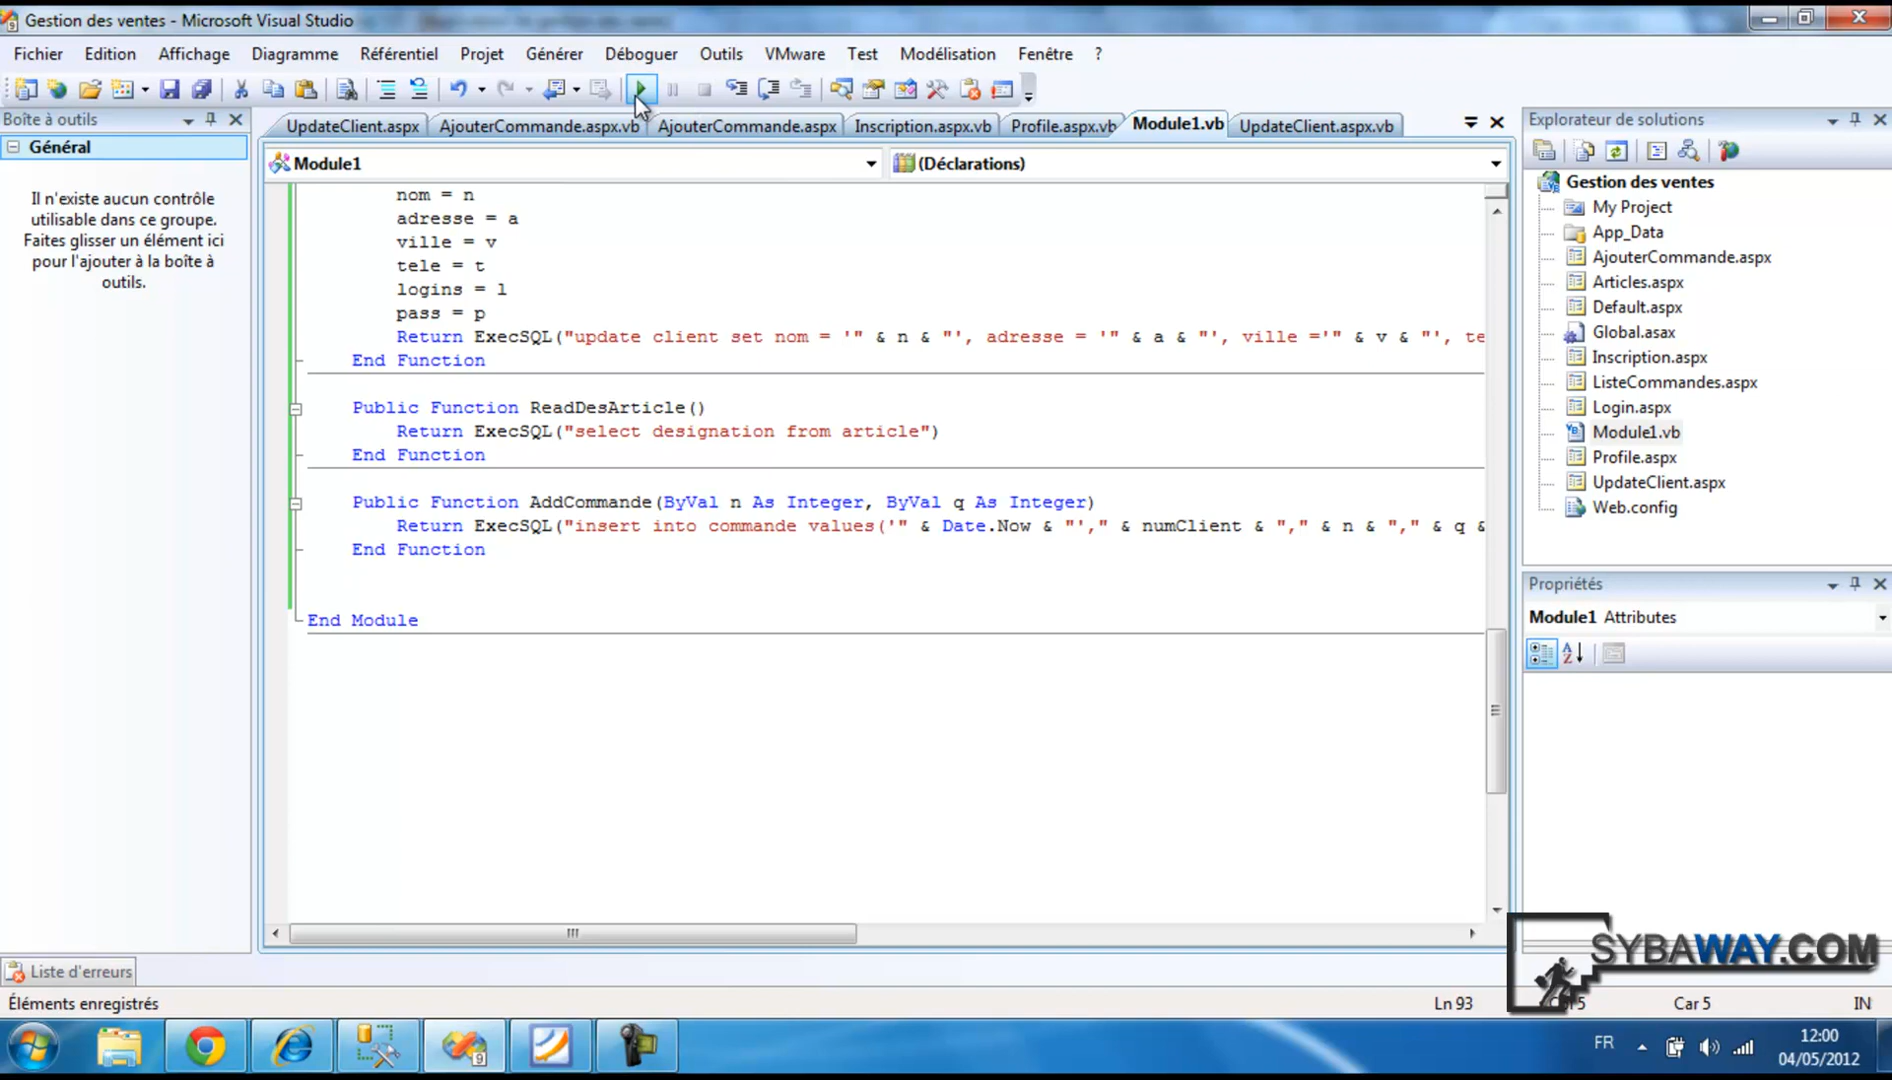 Gestion des ventes - Microsoft Visual Studio
Fichier Edition Affichage Diagramme Référentiel Projet Générer Déboguer Outils VMware Test Modélisation Fenêtre ?
Boîte à outils
UpdateClient.aspx AjouterCommande.aspx.vb AjouterCommande.aspx Inscription.aspx.vb Profile.aspx.vb Module1.vb UpdateClient.aspx.vb
Général
Il n'existe aucun contrôle
utilisable dans ce groupe.
Faites glisser un élément ici
pour l'ajouter à la boîte à
outils.
Module1 (Déclarations)
nom = n
adresse = a
ville = v
tele = t
logins = l
pass = p
Return ExecSQL("update client set nom = '" & n & "', adresse = '" & a & "', ville ='" & v & "', te
End Function
Public Function ReadDesArticle()
Return ExecSQL("select designation from article")
End Function
Public Function AddCommande(ByVal n As Integer, ByVal q As Integer)
Return ExecSQL("insert into commande values('" & Date.Now & "'," & numClient & "," & n & "," & q &
End Function
End Module
Explorateur de solutions
Gestion des ventes
My Project
App_Data
AjouterCommande.aspx
Articles.aspx
Default.aspx
Global.asax
Inscription.aspx
ListeCommandes.aspx
Login.aspx
Module1.vb
Profile.aspx
UpdateClient.aspx
Web.config
Propriétés
Module1 Attributes
SYBAWAY.COM
Liste d'erreurs
Éléments enregistrés Ln 93 Car 5 IN
FR 12:00
04/05/2012